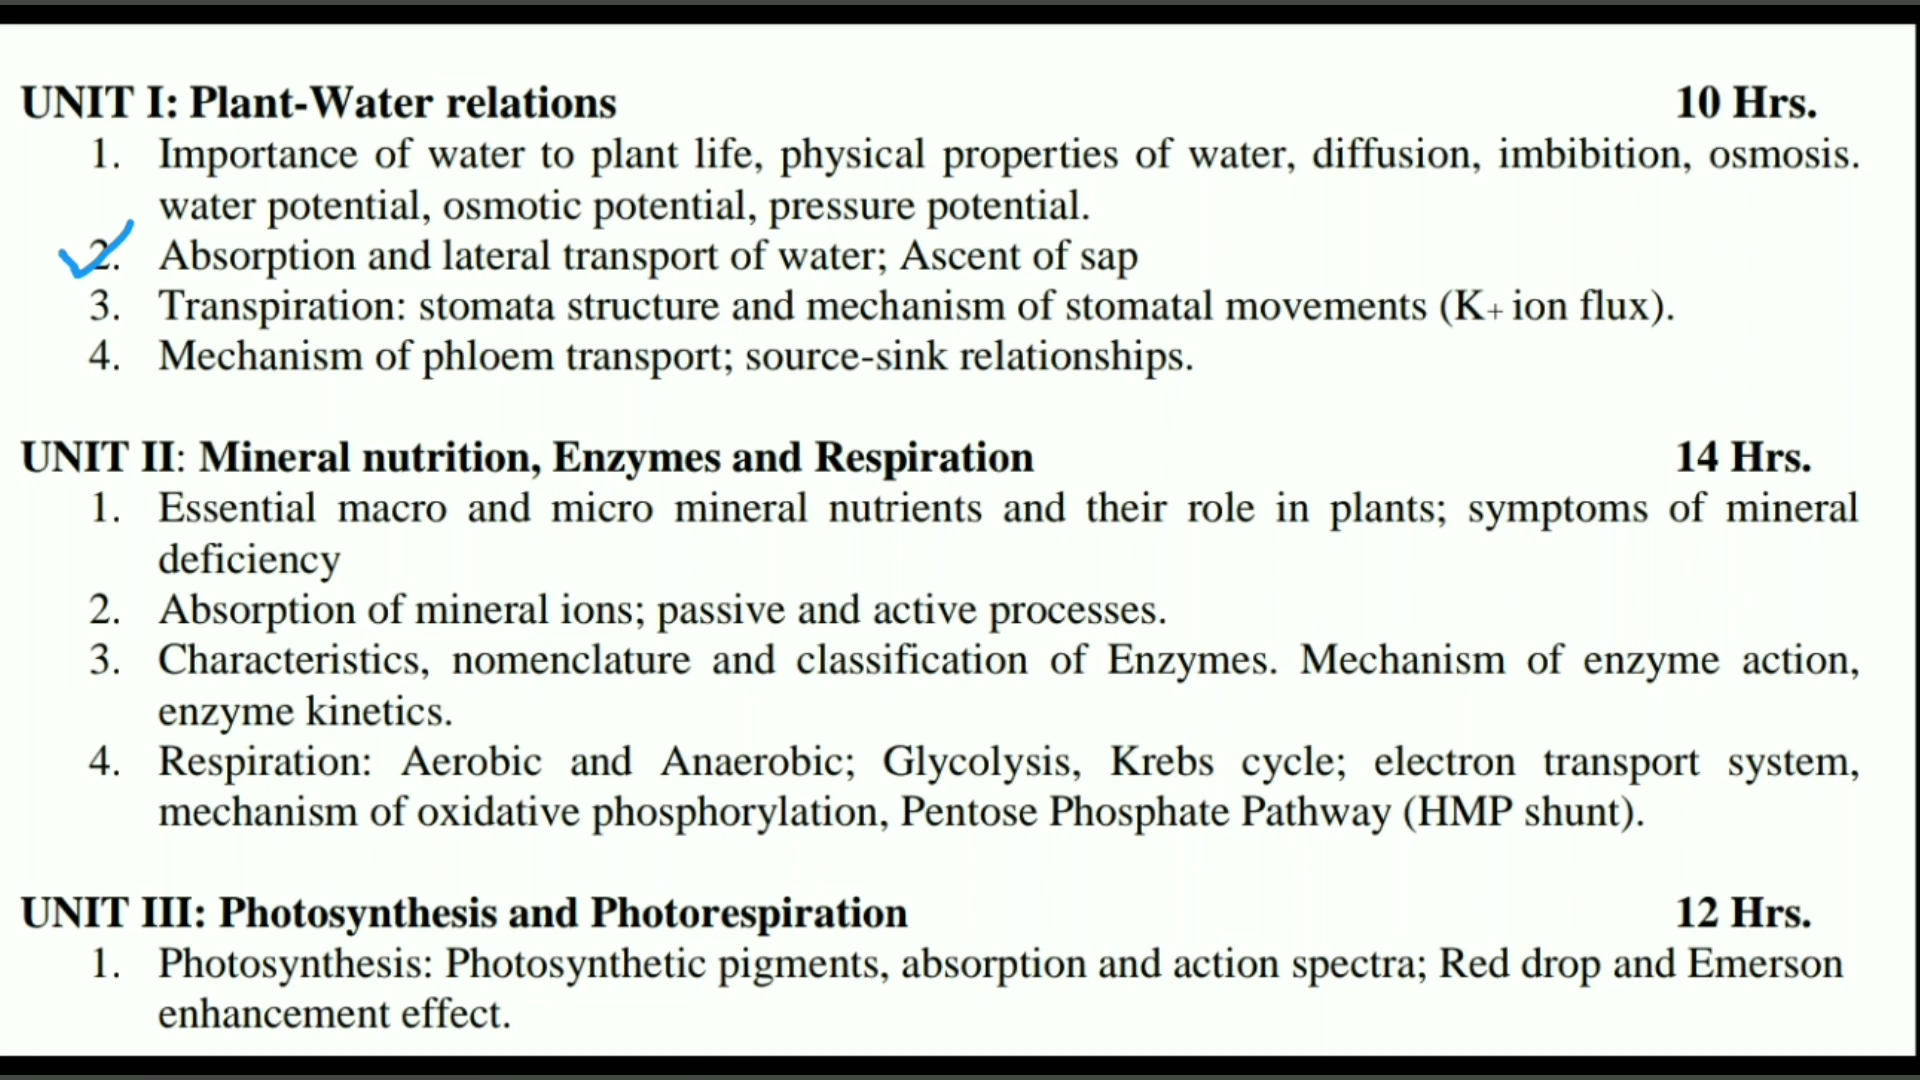 UNIT I: Plant-Water relations 10 Hrs.
1. Importance of water to plant life, physical properties of water, diffusion, imbibition, osmosis.
water potential, osmotic potential, pressure potential.
2. Absorption and lateral transport of water; Ascent of sap
3. Transpiration: stomata structure and mechanism of stomatal movements (K+ ion flux).
4. Mechanism of phloem transport; source-sink relationships.
UNIT II: Mineral nutrition, Enzymes and Respiration 14 Hrs.
1. Essential macro and micro mineral nutrients and their role in plants; symptoms of mineral
deficiency
2. Absorption of mineral ions; passive and active processes.
3. Characteristics, nomenclature and classification of Enzymes. Mechanism of enzyme action,
enzyme kinetics.
4. Respiration: Aerobic and Anaerobic; Glycolysis, Krebs cycle; electron transport system,
mechanism of oxidative phosphorylation, Pentose Phosphate Pathway (HMP shunt).
UNIT III: Photosynthesis and Photorespiration 12 Hrs.
1. Photosynthesis: Photosynthetic pigments, absorption and action spectra; Red drop and Emerson
enhancement effect.